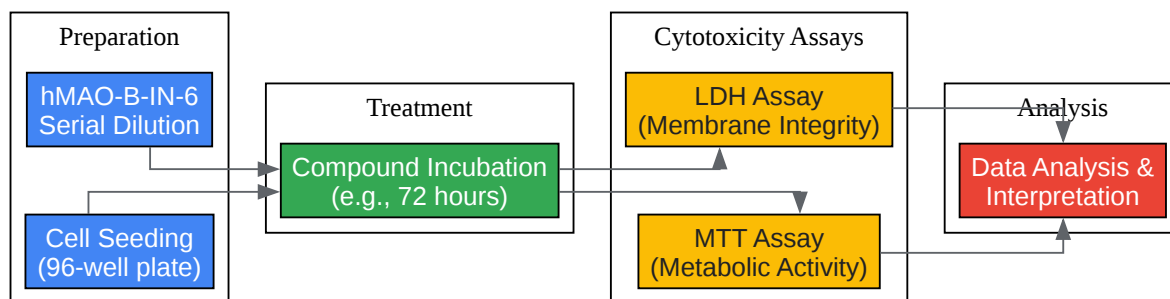 Preparation
hMAO-B-IN-6
Serial Dilution
Cell Seeding
(96-well plate)
Treatment
Compound Incubation
(e.g., 72 hours)
Cytotoxicity Assays
LDH Assay
(Membrane Integrity)
MTT Assay
(Metabolic Activity)
Analysis
Data Analysis &
Interpretation